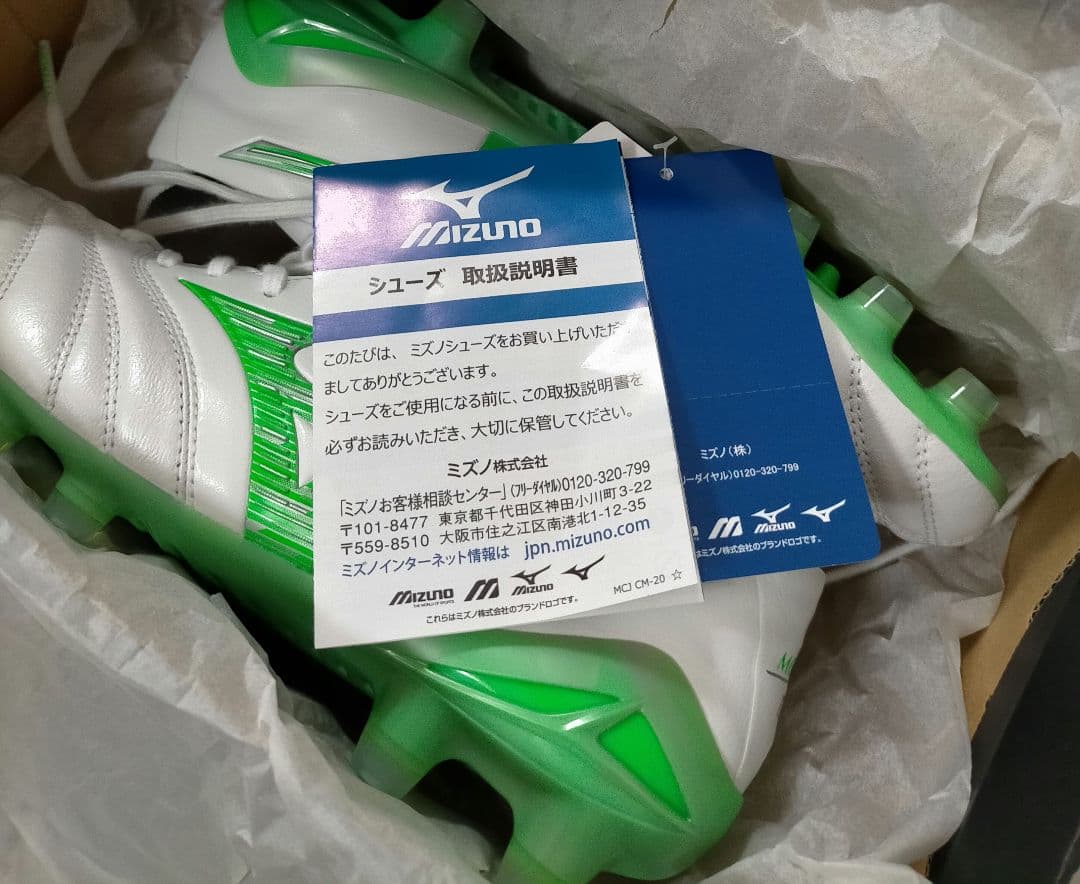 MIZUNO
シューズ 取扱説明書
このたびは、ミズノシューズをお買い上げいただ
ましてありがとうございます。
シューズをご使用になる前に、この取扱説明書を
必ずお読みいただき、大切に保管してください。
ミズノ株式会社
「ミズノお客様相談センター」(フリーダイヤル)0120-320-799
〒101-8477 東京都千代田区神田小川町3-22
〒559-8510 大阪市住之江区南港北1-12-35
ミズノインターネット情報は jpn.mizuno.com
MIZUNO
THE WORLD OF SPORTS
MIZUNO
これらはミズノ株式会社のブランドロゴです。
MCJ CM-20 ☆
ミズノ(株)
リーダイヤル)0120-320-799
MIZUNO
はミズノ株式会社のブランドロゴです。